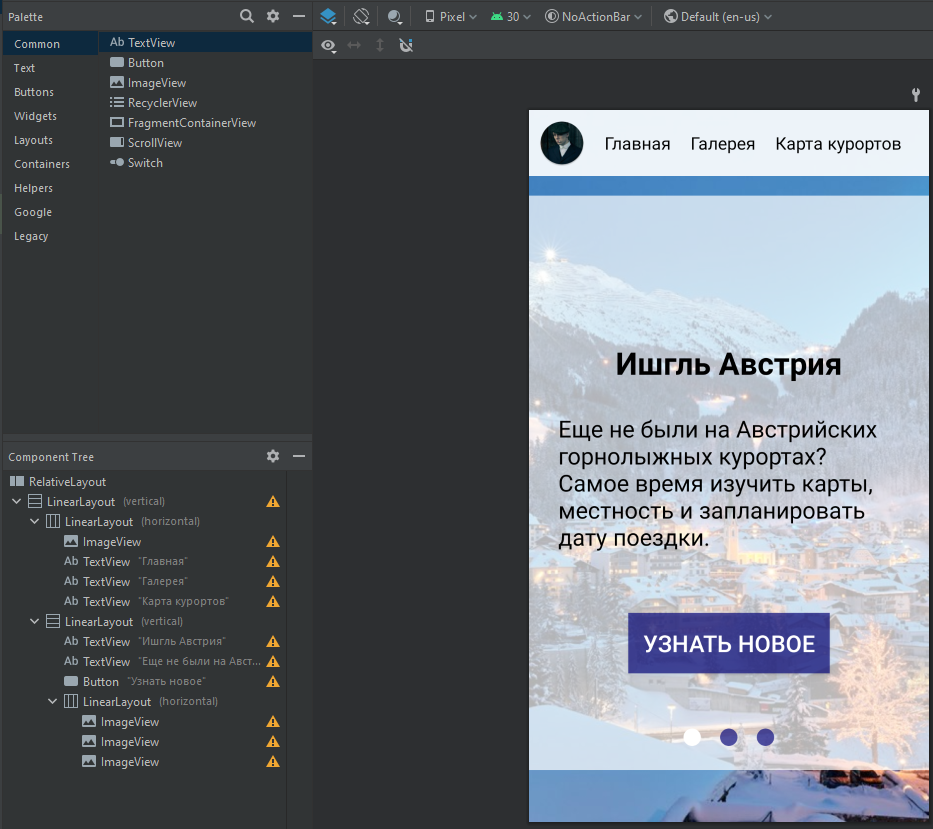 Palette
Pixel
30
NoActionBar
Default (en-us)
Common
Text
Buttons
Widgets
Layouts
Containers
Helpers
Google
Legacy
Ab TextView
Button
ImageView
RecyclerView
FragmentContainerView
ScrollView
Switch
Component Tree
RelativeLayout
LinearLayout (vertical)
LinearLayout (horizontal)
ImageView
Ab TextView "Главная"
Ab TextView "Галерея"
Ab TextView "Карта курортов"
LinearLayout (vertical)
Ab TextView "Ишгль Австрия"
Ab TextView "Еще не были на Авст...
Button "Узнать новое"
LinearLayout (horizontal)
ImageView
ImageView
ImageView
Главная Галерея Карта курортов
Ишгль Австрия
Еще не были на Австрийских
горнолыжных курортах?
Самое время изучить карты,
местность и запланировать
дату поездки.
УЗНАТЬ НОВОЕ